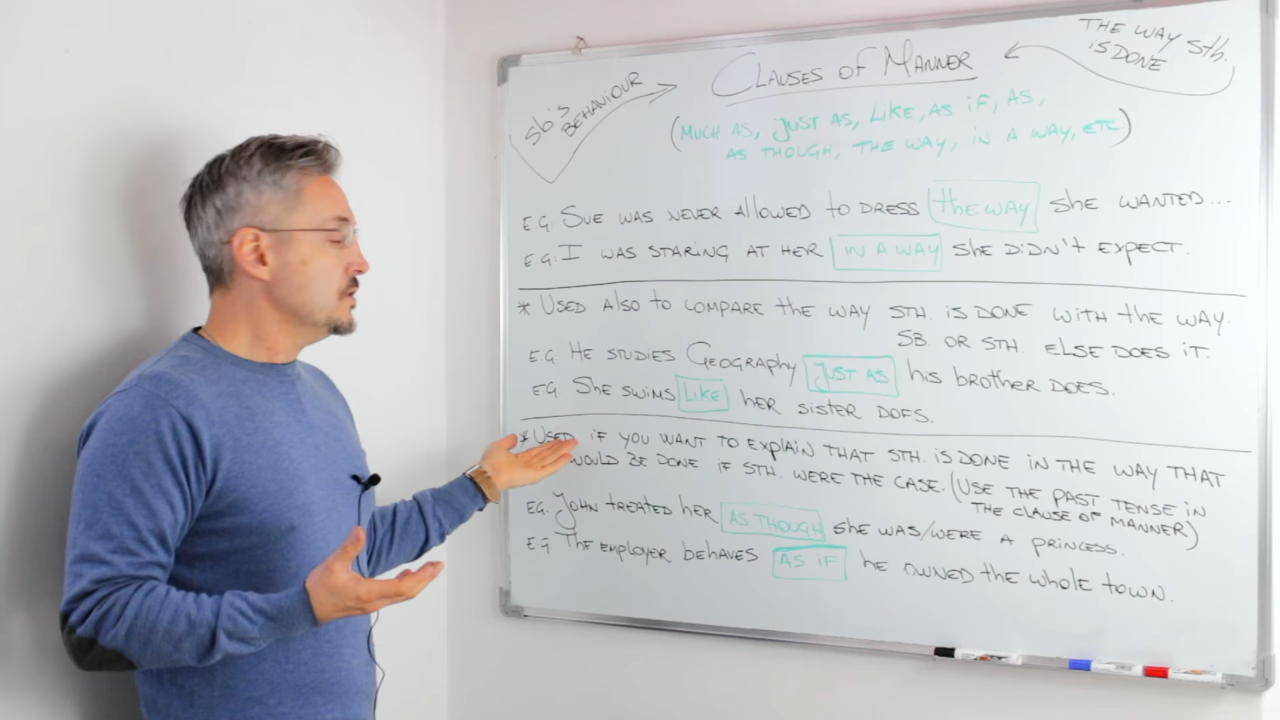 THE WAY Sth.
IS DONE
Sb's
BEHAVIOUR
CLAUSES OF MANNER
(MUCH AS, JUST AS, LIKE, AS IF, AS,
AS THOUGH, THE WAY, IN A WAY, ETC)
E.G: SUE WAS NEVER ALLOWED TO DRESS the WAY SHE WANTED...
E.G: I WAS STARING AT HER IN A WAY SHE DIDN'T EXPECT.
* USED ALSO TO COMPARE THE WAY STH. IS DONE WITH THE WAY
SB. OR STH. ELSE DOES IT.
E.G. HE STUDIES GEOGRAPHY JUST AS HIS BROTHER DOES.
EG. SHE SWIMS LIKE HER SISTER DOES.
* USED IF YOU WANT TO EXPLAIN THAT STH. IS DONE IN THE WAY THAT
WOULD BE DONE IF STH. WERE THE CASE. (USE THE PAST TENSE IN
THE CLAUSE OF MANNER)
EG. JOHN TREATED HER AS THOUGH SHE WAS/WERE A PRINCESS.
E.G. THE EMPLOYER BEHAVES AS IF HE OWNED THE WHOLE TOWN.